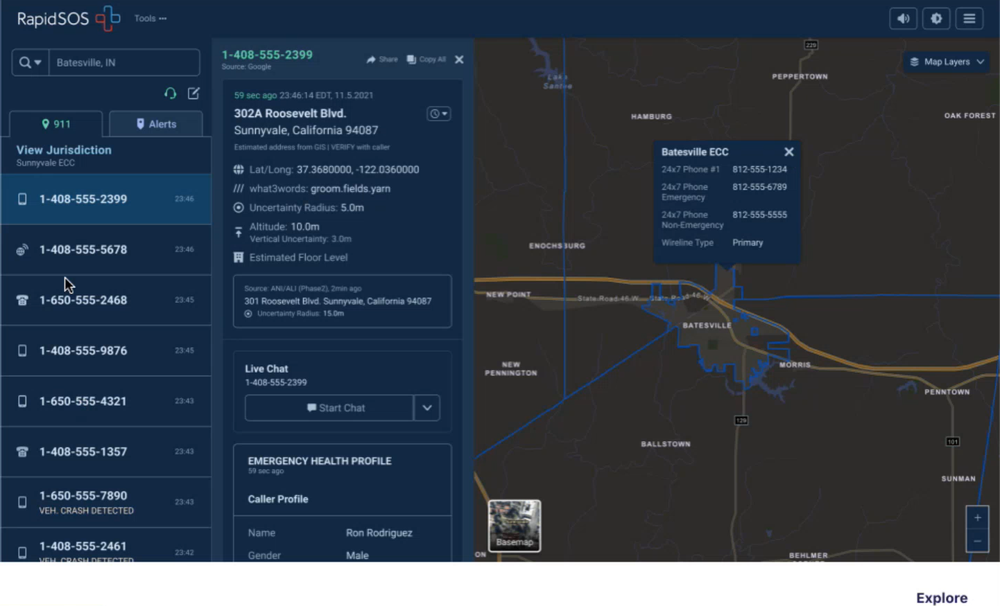 RapidSOS
Tools
Batesville, IN
911
Alerts
View Jurisdiction
Sunnyvale ECC
1-408-555-2399 23:46
1-408-555-5678 23:46
1-650-555-2468 23:45
1-408-555-9876 23:45
1-650-555-4321 23:43
1-408-555-1357 23:43
1-650-555-7890 23:43
VEH. CRASH DETECTED
1-408-555-2461 23:42
VEH. CRASH DETECTED
1-408-555-2399
Source: Google
Share Copy All
59 sec ago 23:46:14 EDT, 11.5.2021
302A Roosevelt Blvd.
Sunnyvale, California 94087
Estimated address from GIS | VERIFY with caller
Lat/Long: 37.3680000, -122.0360000
/// what3words: groom.fields.yarn
Uncertainty Radius: 5.0m
Altitude: 10.0m
Vertical Uncertainty: 3.0m
Estimated Floor Level
Source: ANI/ALI (Phase2), 2min ago
301 Roosevelt Blvd. Sunnyvale, California 94087
Uncertainty Radius: 15.0m
Live Chat
1-408-555-2399
Start Chat
EMERGENCY HEALTH PROFILE
59 sec ago
Caller Profile
Name Ron Rodriguez
Gender Male
Map Layers
229
PEPPERTOWN
Lake
Santee
HAMBURG
OAK FOREST
Batesville ECC
24x7 Phone #1 812-555-1234
24x7 Phone 812-555-6789
Emergency
24x7 Phone 812-555-5555
Non-Emergency
Wireline Type Primary
ENOCHSBURG
NEW POINT
State Road 46 W
State Road 46 W
BATESVILLE
NEW
PENNINGTON
MORRIS
PENNTOWN
129
101
BALLSTOWN
SUNMAN
Basemap
ON
BEHLMER
Explore